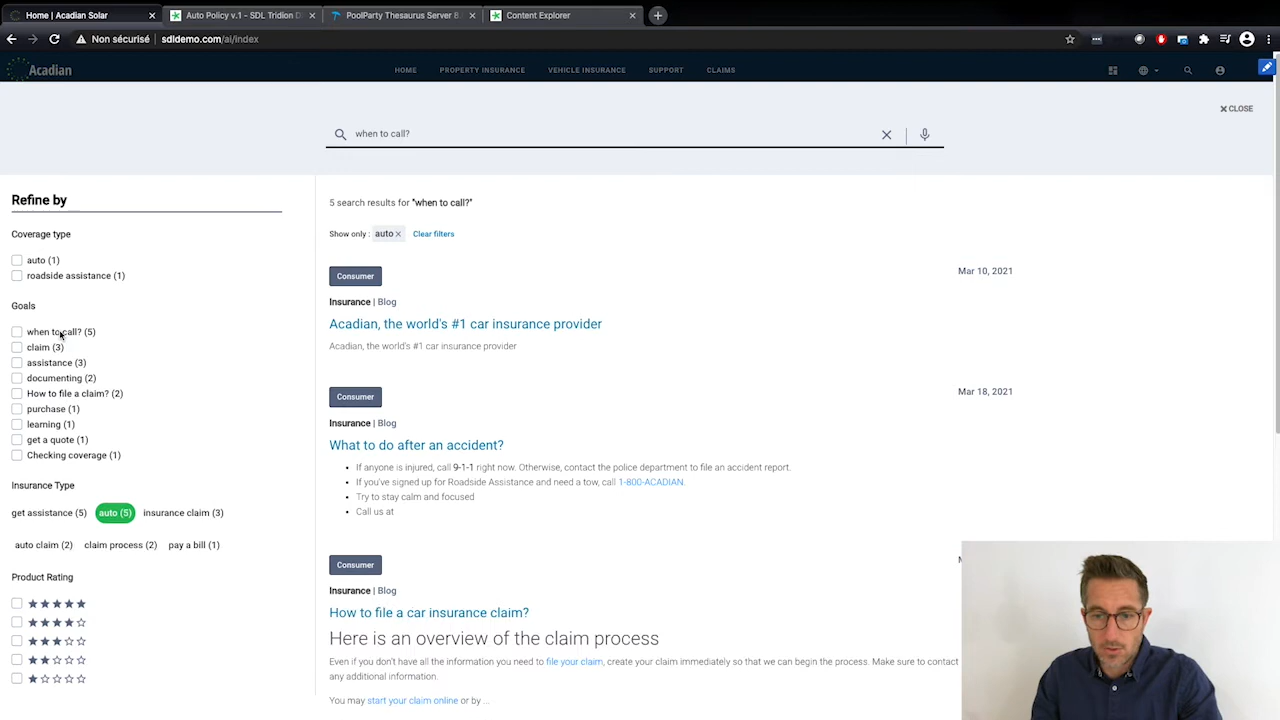 Home | Acadian Solar
Auto Policy v.1 - SDL Tridion D
PoolParty Thesaurus Server 8.
Content Explorer
Non sécurisé
sdldemo.com/ai/index
Acadian
HOME
PROPERTY INSURANCE
VEHICLE INSURANCE
SUPPORT
CLAIMS
CLOSE
when to call?
Refine by
Coverage type
auto (1)
roadside assistance (1)
Goals
when to call? (5)
claim (3)
assistance (3)
documenting (2)
How to file a claim? (2)
purchase (1)
learning (1)
get a quote (1)
Checking coverage (1)
Insurance Type
get assistance (5) auto (5) insurance claim (3)
auto claim (2) claim process (2) pay a bill (1)
Product Rating
5 search results for "when to call?"
Show only : auto Clear filters
Consumer
Mar 10, 2021
Insurance | Blog
Acadian, the world's #1 car insurance provider
Acadian, the world's #1 car insurance provider
Consumer
Mar 18, 2021
Insurance | Blog
What to do after an accident?
If anyone is injured, call 9-1-1 right now. Otherwise, contact the police department to file an accident report.
If you've signed up for Roadside Assistance and need a tow, call 1-800-ACADIAN.
Try to stay calm and focused
Call us at
Consumer
Insurance | Blog
How to file a car insurance claim?
Here is an overview of the claim process
Even if you don't have all the information you need to file your claim, create your claim immediately so that we can begin the process. Make sure to contact
any additional information.
You may start your claim online or by ...